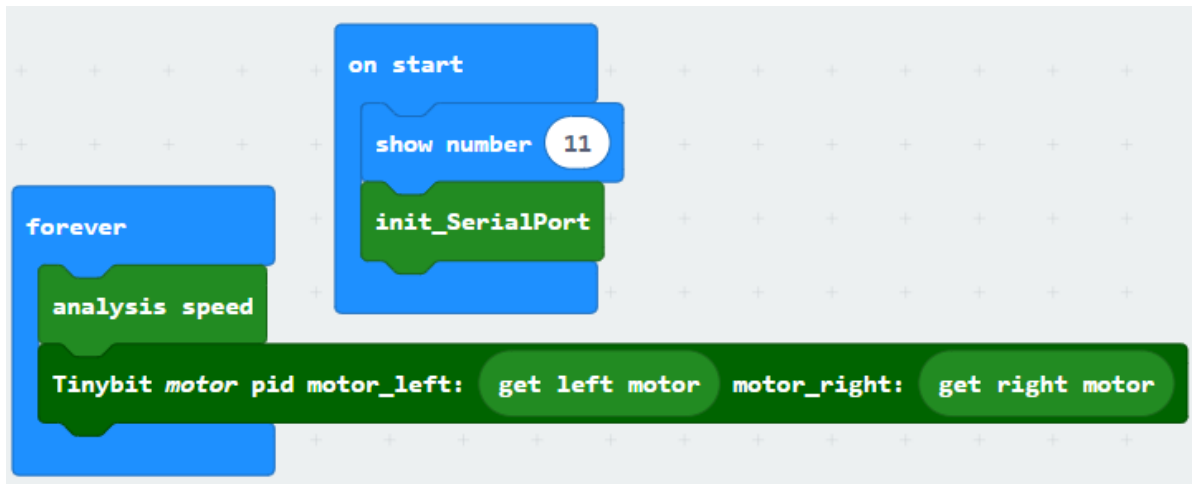 on start
show number 11
init_SerialPort
forever
analysis speed
Tinybit motor pid motor_left: get left motor motor_right: get right motor